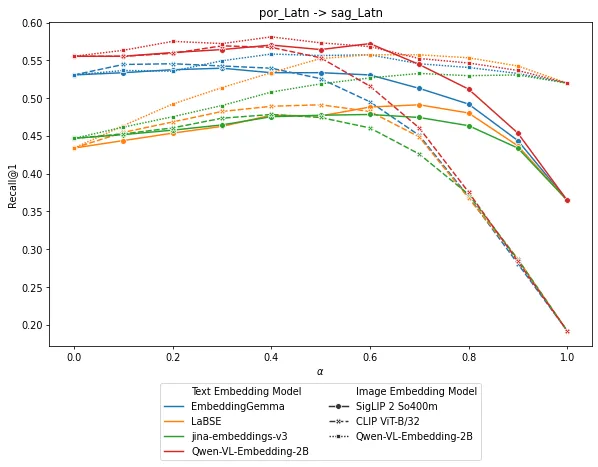 por_Latn -> sag_Latn
Recall@1
0.60
0.55
0.50
0.45
0.40
0.35
0.30
0.25
0.20
0.0 0.2 0.4 0.6 0.8 1.0
α
Text Embedding Model
EmbeddingGemma
LaBSE
jina-embeddings-v3
Qwen-VL-Embedding-2B
Image Embedding Model
SigLIP 2 So400m
CLIP ViT-B/32
Qwen-VL-Embedding-2B